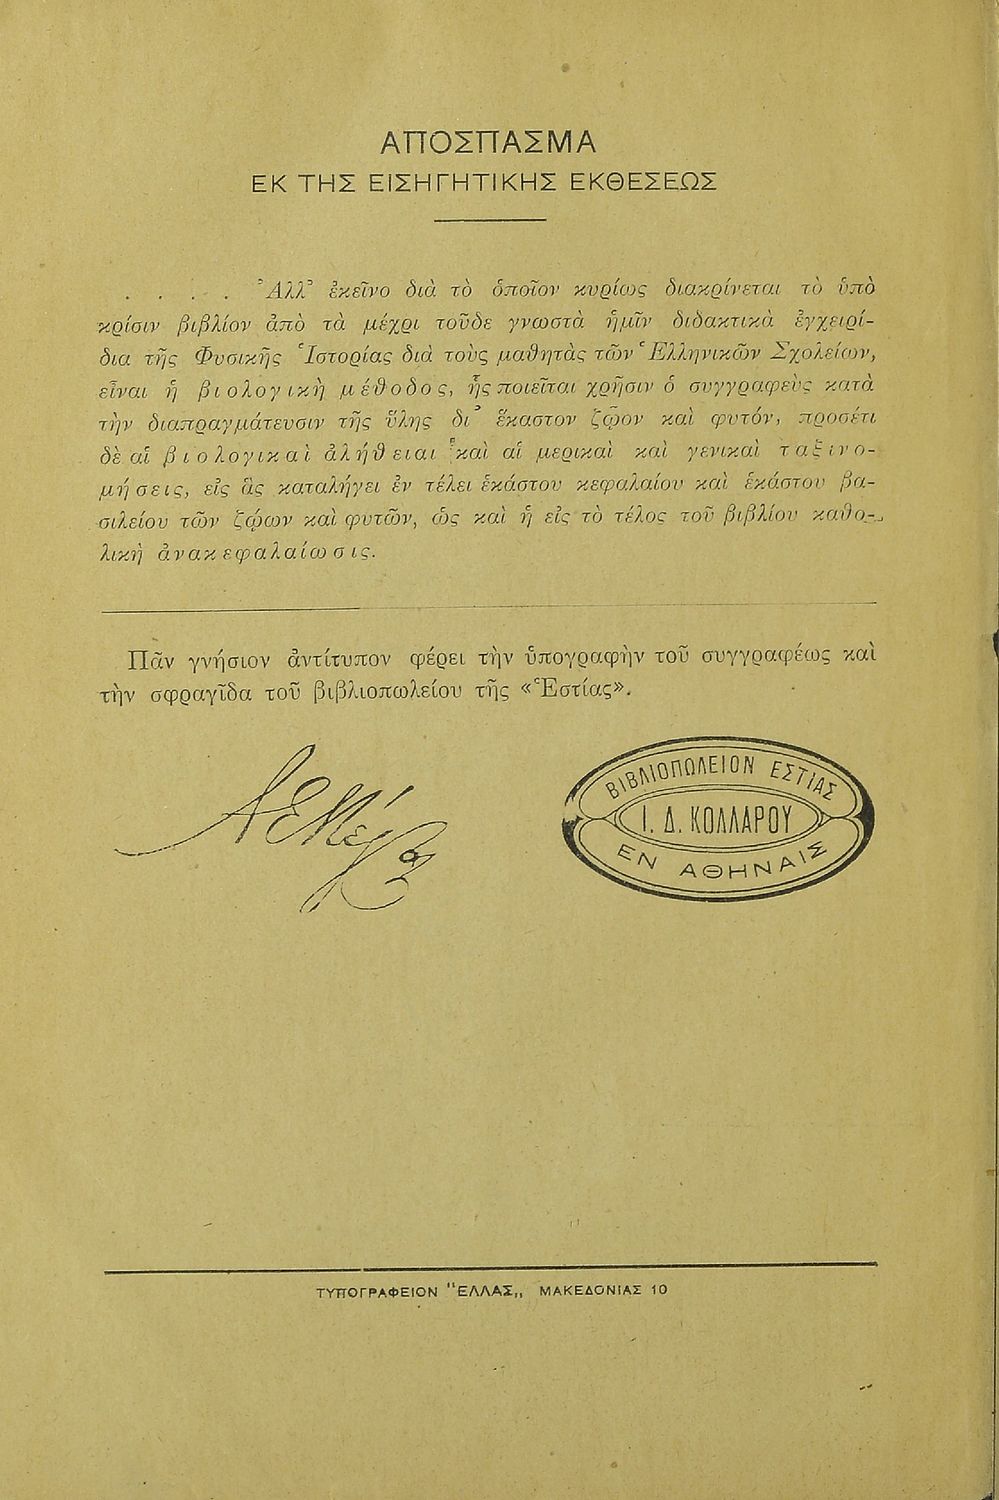 ΑΠΟΣΠΑΣΜΑ
ΕΚ ΤΗΣ ΕΙΣΗΓΗΤΙΚΗΣ ΕΚΘΕΣΕΩΣ
. . . . Ἀλλ’ ἐκεῖνο διὰ τὸ ὁποῖον κυρίως διακρίνεται τὸ ὑπὸ
κρίσιν βιβλίον ἀπὸ τὰ μέχρι τοῦδε γνωστὰ ἡμῖν διδακτικὰ ἐγχειρί-
δια τῆς Φυσικῆς Ἱστορίας διὰ τοὺς μαθητὰς τῶν Ἑλληνικῶν Σχολείων,
εἶναι ἡ βιολογικὴ μέθοδος, ἧς ποιεῖται χρῆσιν ὁ συγγραφεὺς κατὰ
τὴν διαπραγμάτευσιν τῆς ὕλης δι’ ἕκαστον ζῷον καὶ φυτόν, προσέτι
δὲ αἱ βιολογικαὶ ἀλήθειαι καὶ αἱ μερικαὶ καὶ γενικαὶ ταξινο-
μήσεις, εἰς ἃς καταλήγει ἐν τέλει ἑκάστου κεφαλαίου καὶ ἑκάστου βα-
σιλείου τῶν ζῴων καὶ φυτῶν, ὡς καὶ ἡ εἰς τὸ τέλος τοῦ βιβλίου καθο-
λικὴ ἀνακεφαλαίωσις.
Πᾶν γνήσιον ἀντίτυπον φέρει τὴν ὑπογραφὴν τοῦ συγγραφέως καὶ
τὴν σφραγῖδα τοῦ βιβλιοπωλείου τῆς «Ἑστίας».
ΒΙΒΛΙΟΠΩΛΕΙΟΝ ΕΣΤΙΑΣ
Ι. Δ. ΚΟΛΛΑΡΟΥ
ΕΝ ΑΘΗΝΑΙΣ
ΤΥΠΟΓΡΑΦΕΙΟΝ "ΕΛΛΑΣ„ ΜΑΚΕΔΟΝΙΑΣ 10